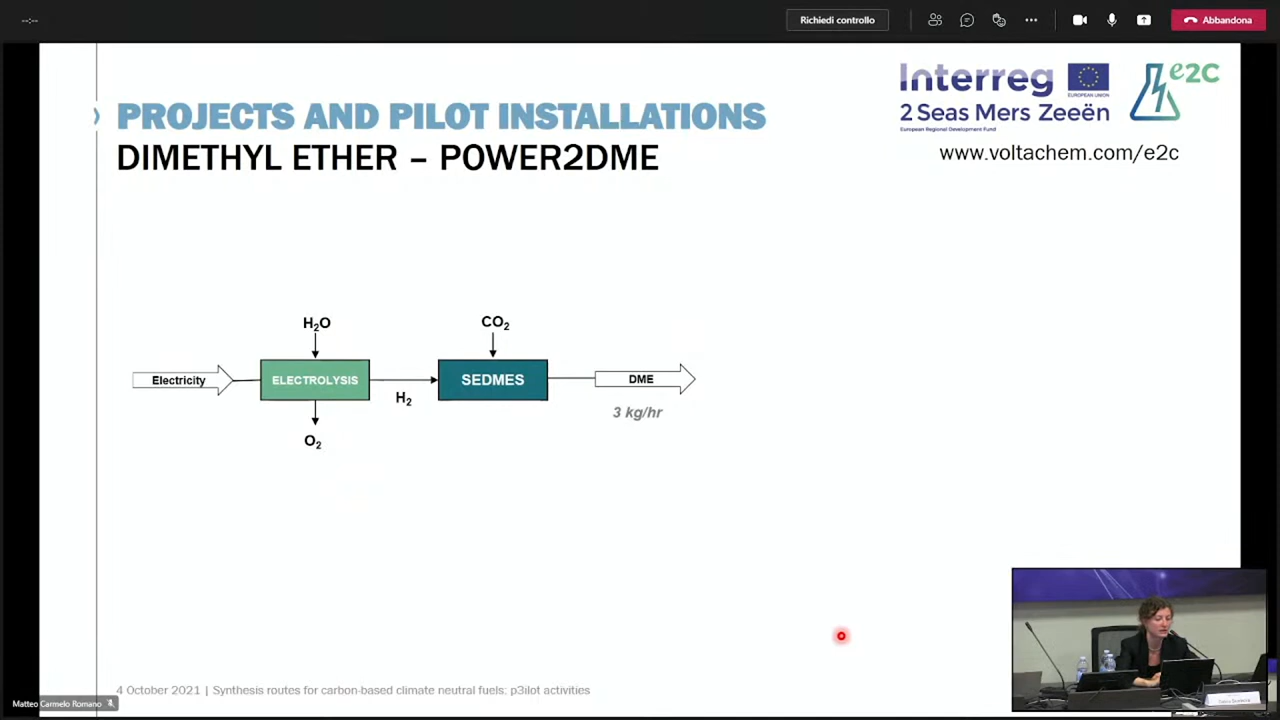 --:--
Richiedi controllo
Abbandona
Interreg
EUROPEAN UNION
e2C
2 Seas Mers Zeeën
European Regional Development Fund
www.voltachem.com/e2c
PROJECTS AND PILOT INSTALLATIONS
DIMETHYL ETHER – POWER2DME
H2O
CO2
Electricity
ELECTROLYSIS
SEDMES
DME
H2
3 kg/hr
O2
4 October 2021 | Synthesis routes for carbon-based climate neutral fuels: p3ilot activities
Matteo Carmelo Romano